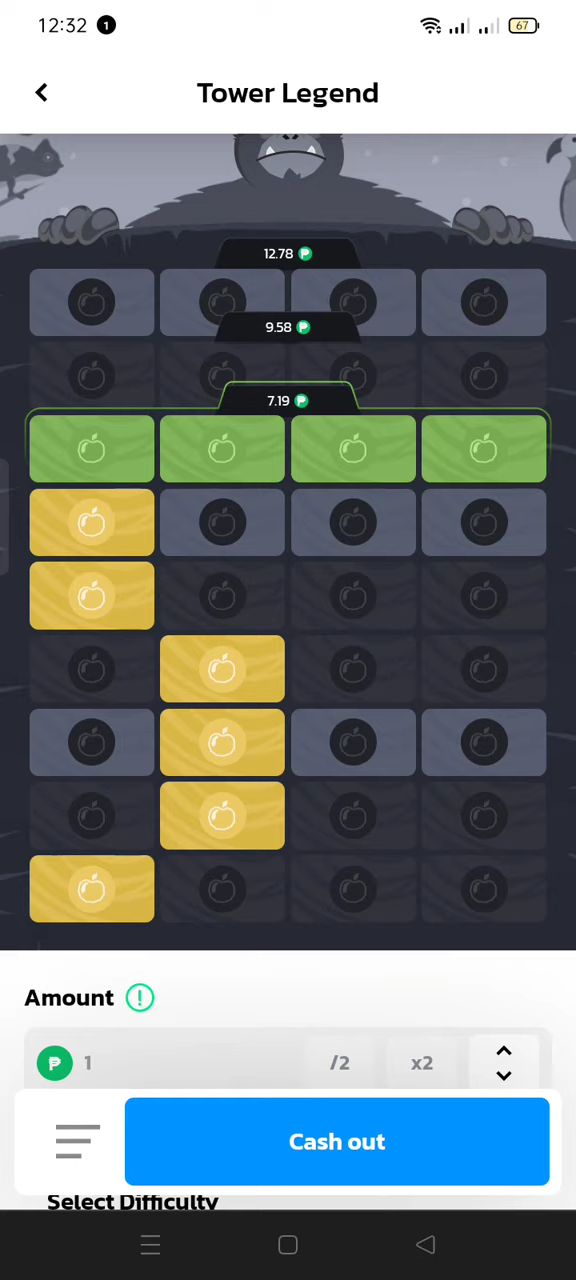 12:32 1 67
Tower Legend
12.78
9.58
7.19
Amount
1 /2 x2
Cash out
Select Difficulty